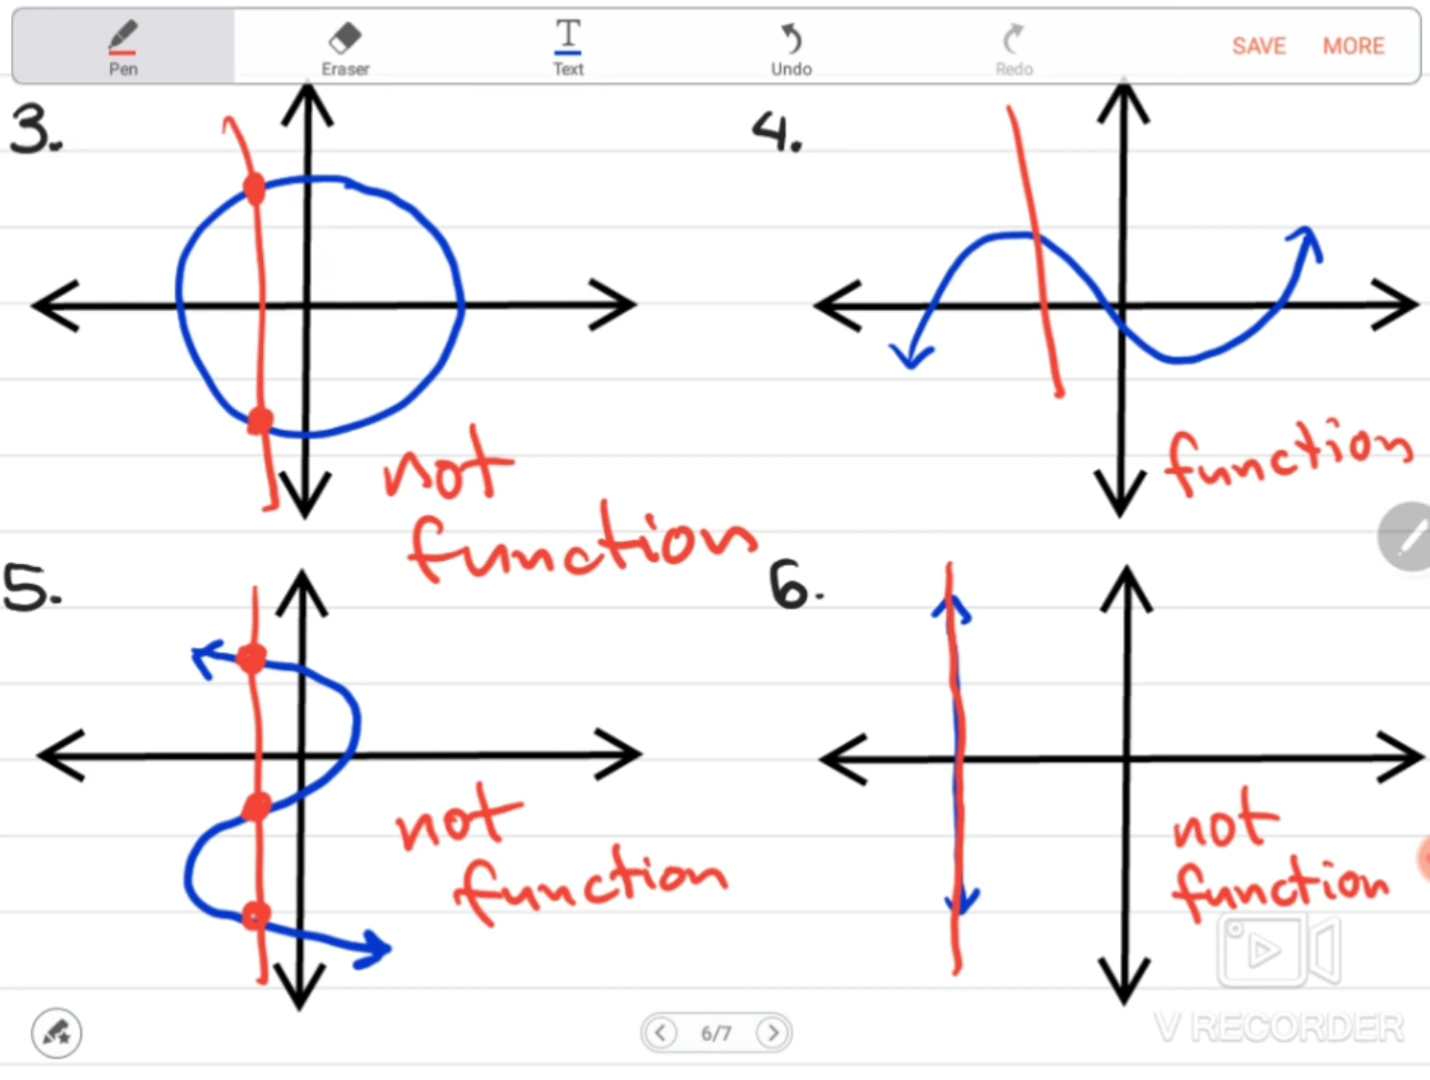 Pen
Eraser
T
Text
Undo
Redo
SAVE
MORE
3.
4.
not
function
function
5.
6.
not
function
not
function
6/7
V RECORDER